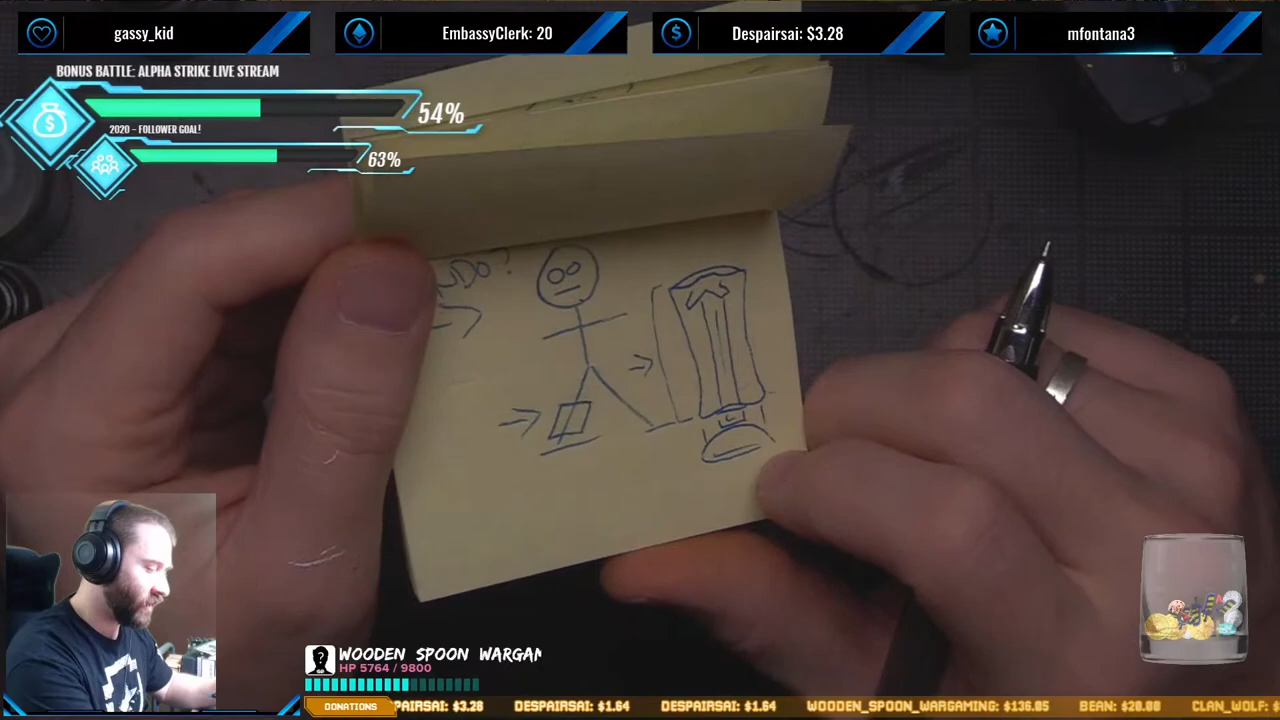 gassy_kid
EmbassyClerk: 20
Despairsai: $3.28
mfontana3
BONUS BATTLE: ALPHA STRIKE LIVE STREAM
54%
2020 - FOLLOWER GOAL!
63%
WOODEN SPOON WARGAM
HP 5764 / 9800
DONATIONS
PAIRSAI: $3.28 DESPAIRSAI: $1.64 DESPAIRSAI: $1.64 WOODEN_SPOON_WARGAMING: $136.05 BEAN: $20.00 CLAN_WOLF: $